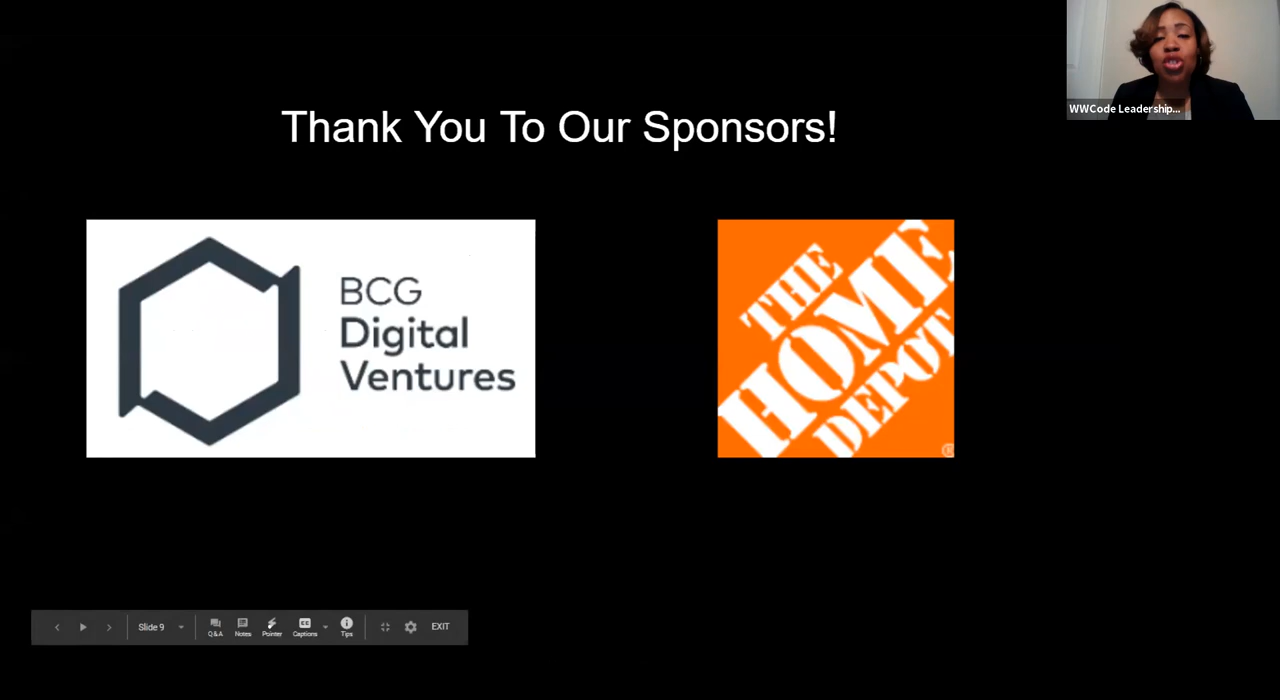 WWCode Leadership...
Thank You To Our Sponsors!
BCG
Digital
Ventures
THE
HOME
DEPOT
®
Slide 9
Q&A
Notes
Pointer
CC
Captions
Tips
EXIT